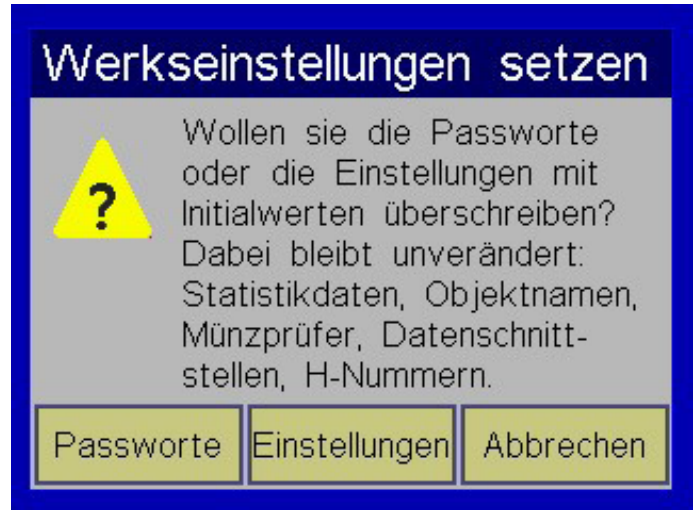 Werkseinstellungen setzen
Wollen sie die Passworte
oder die Einstellungen mit
Initialwerten überschreiben?
Dabei bleibt unverändert:
Statistikdaten, Objektnamen,
Münzprüfer, Datenschnitt-
stellen, H-Nummern.
Passworte Einstellungen Abbrechen